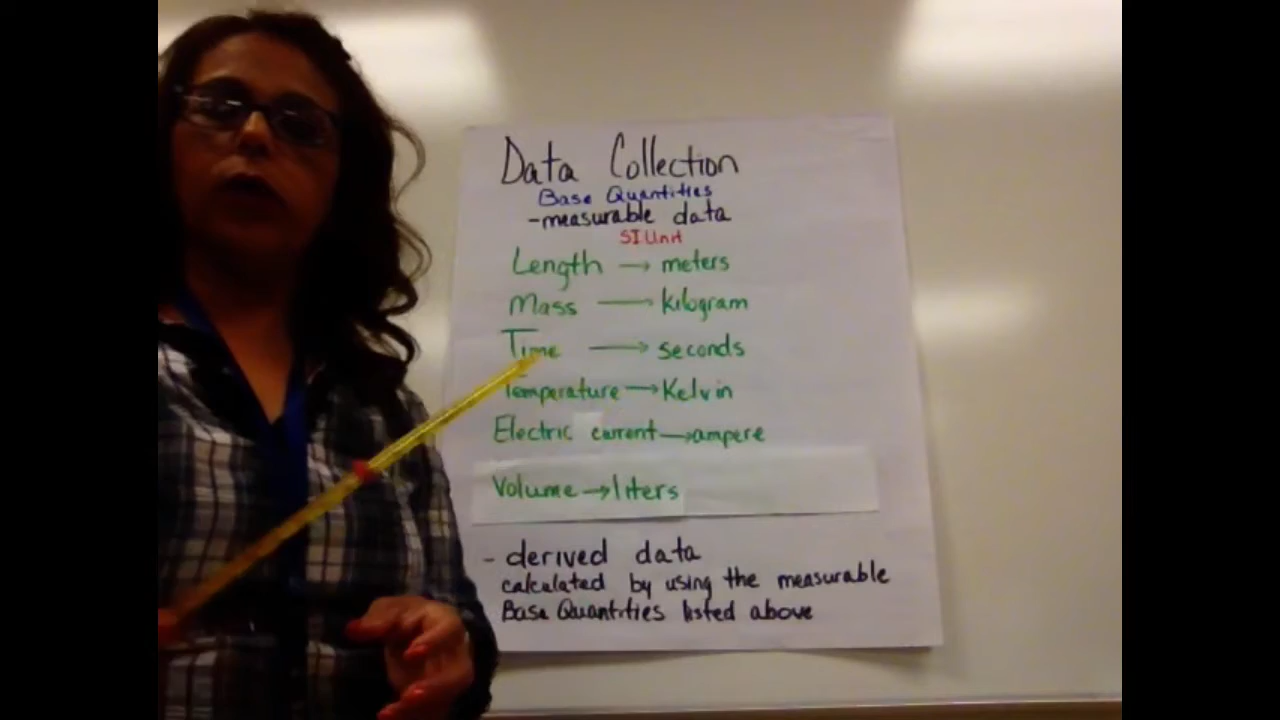 Data Collection
Base Quantities
-measurable data
SI Unit
Length → meters
Mass → kilogram
Time → seconds
Temperature → Kelvin
Electric current → ampere
Volume → liters
- derived data
calculated by using the measurable
Base Quantities listed above